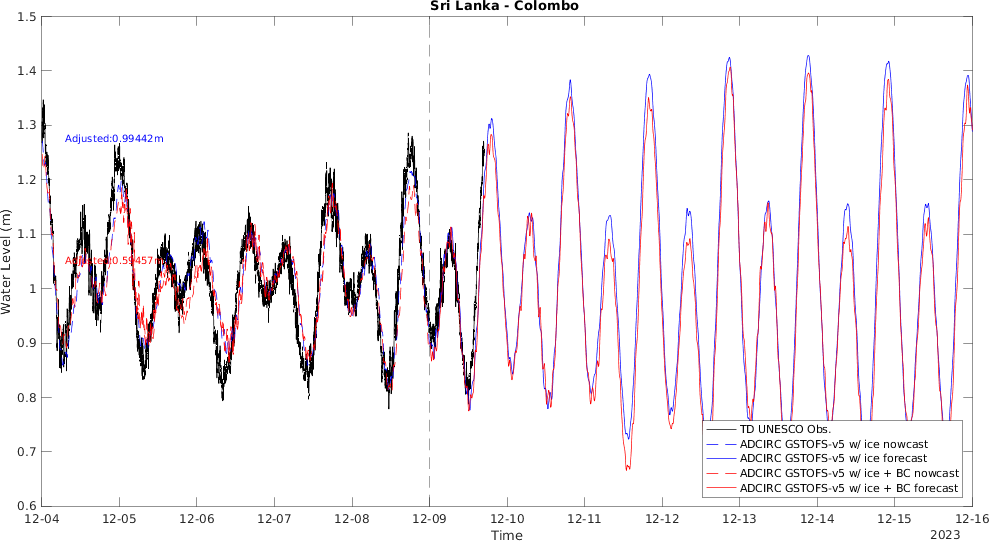 Sri Lanka - Colombo
1.5
1.4
1.3
1.2
1.1
1
0.9
0.8
0.7
0.6
Water Level (m)
Adjusted:0.99442m
Adjusted:0.59457m
TD UNESCO Obs.
ADCIRC GSTOFS-v5 w/ ice nowcast
ADCIRC GSTOFS-v5 w/ ice forecast
ADCIRC GSTOFS-v5 w/ ice + BC nowcast
ADCIRC GSTOFS-v5 w/ ice + BC forecast
12-04 12-05 12-06 12-07 12-08 12-09 12-10 12-11 12-12 12-13 12-14 12-15 12-16
Time
2023